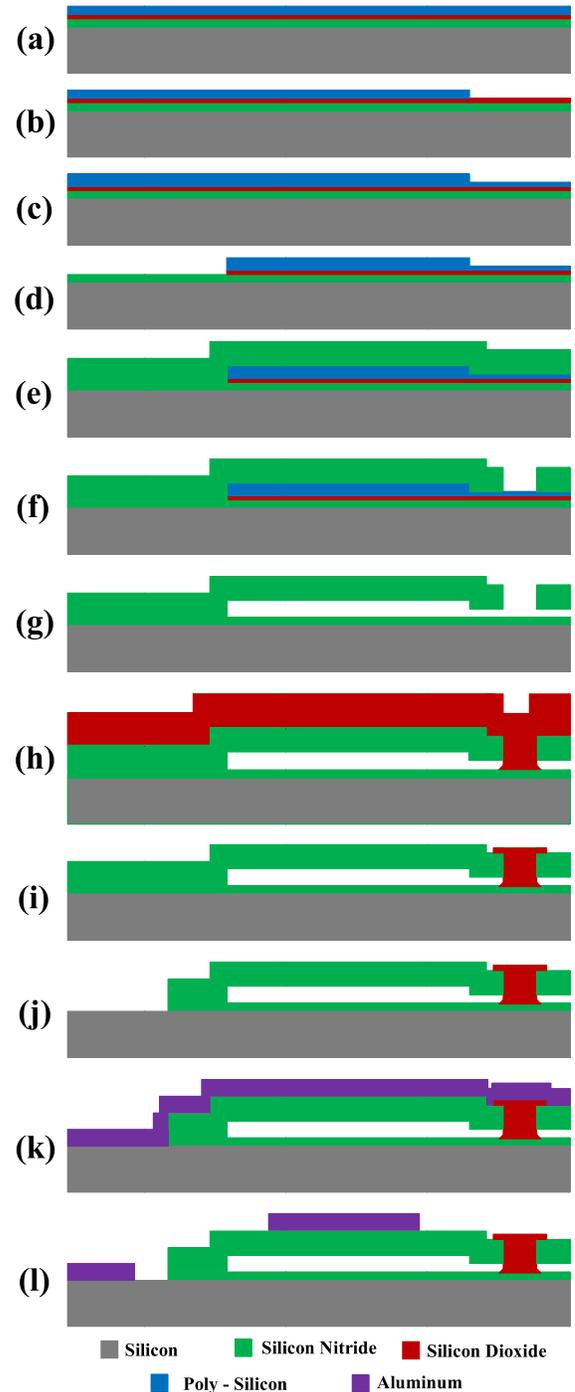 (a)
(b)
(c)
(d)
(e)
(f)
(g)
(h)
(i)
(j)
(k)
(l)
Silicon Silicon Nitride Silicon Dioxide
Poly - Silicon Aluminum